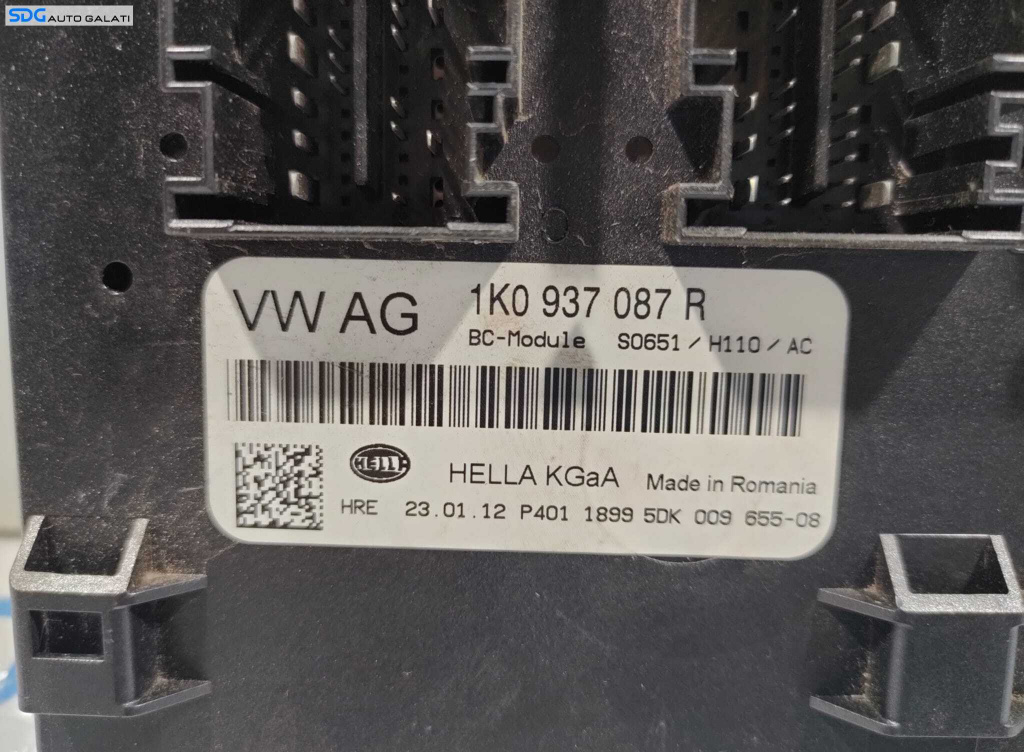 SDG AUTO GALATI
VW AG 1K0 937 087 R
BC-Module S0651 / H110 / AC
HELLA HELLA KGaA Made in Romania
HRE 23.01.12 P401 1899 5DK 009 655-08